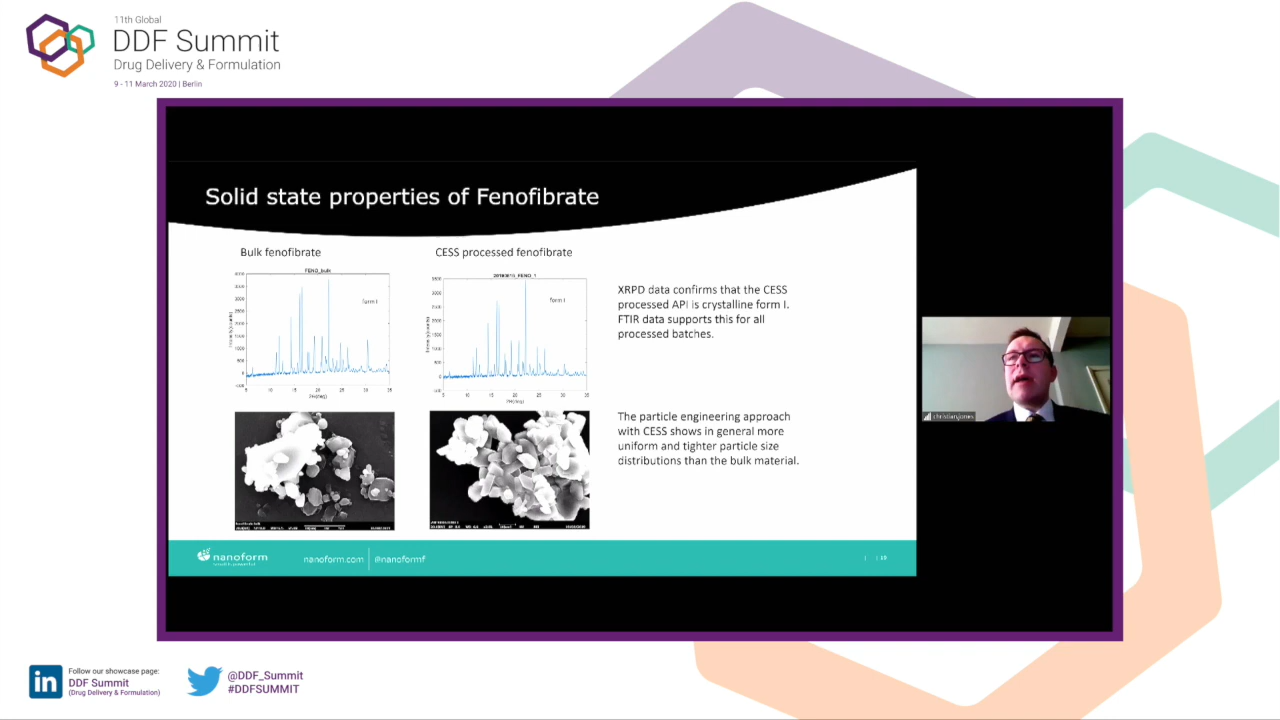 11th Global
DDF Summit
Drug Delivery & Formulation
9 - 11 March 2020 | Berlin
Solid state properties of Fenofibrate
Bulk fenofibrate
CESS processed fenofibrate
FENO_bulk
form I
form I
XRPD data confirms that the CESS
processed API is crystalline form I.
FTIR data supports this for all
processed batches.
The particle engineering approach
with CESS shows in general more
uniform and tighter particle size
distributions than the bulk material.
christian.jones
nanoform
nanoform.com
@nanoformf
Follow our showcase page:
DDF Summit
(Drug Delivery & Formulation)
@DDF_Summit
#DDFSUMMIT